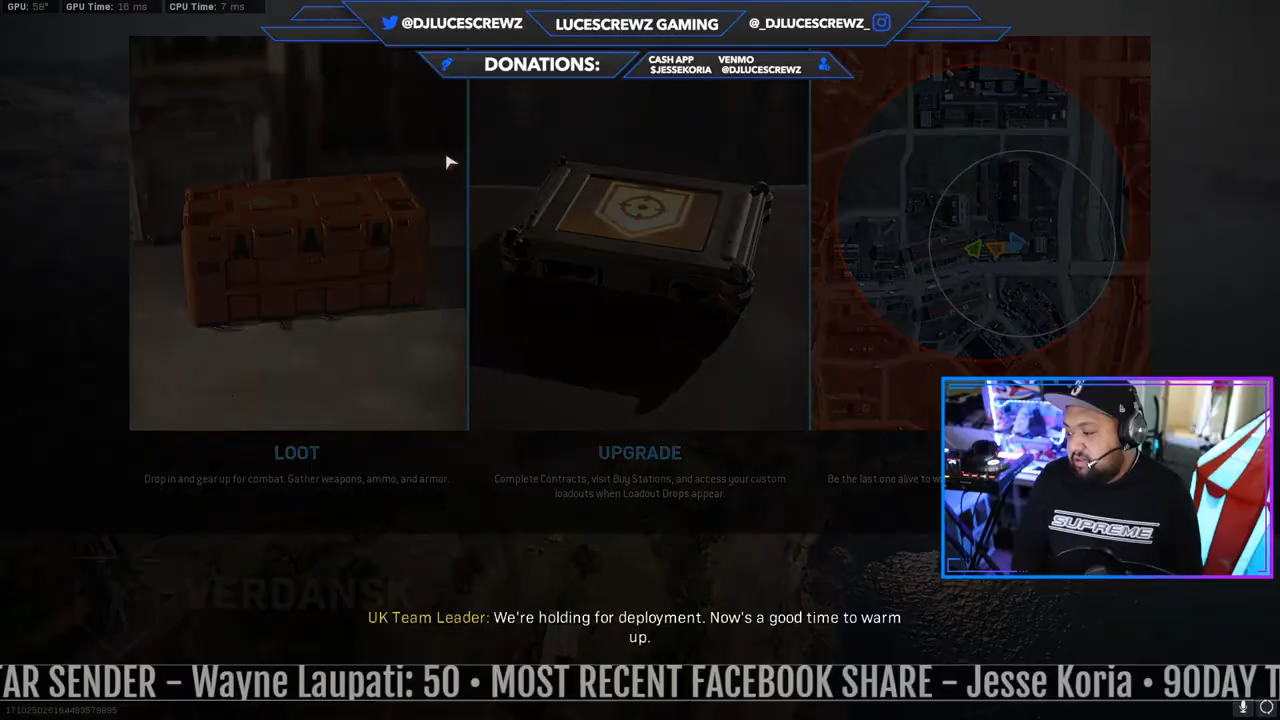 GPU: 58° GPU Time: 16 ms CPU Time: 7 ms
@DJLUCESCREWZ
LUCESCREWZ GAMING
@_DJLUCESCREWZ_
DONATIONS:
CASH APP
$JESSEKORIA
VENMO
@DJLUCESCREWZ
LOOT
Drop in and gear up for combat. Gather weapons, ammo, and armor.
UPGRADE
Complete Contracts, visit Buy Stations, and access your custom
loadouts when Loadout Drops appear.
Be the last one alive to
SUPREME
UK Team Leader: We're holding for deployment. Now's a good time to warm
up.
TAR SENDER – Wayne Laupati: 50 • MOST RECENT FACEBOOK SHARE – Jesse Koria • 90DAY T